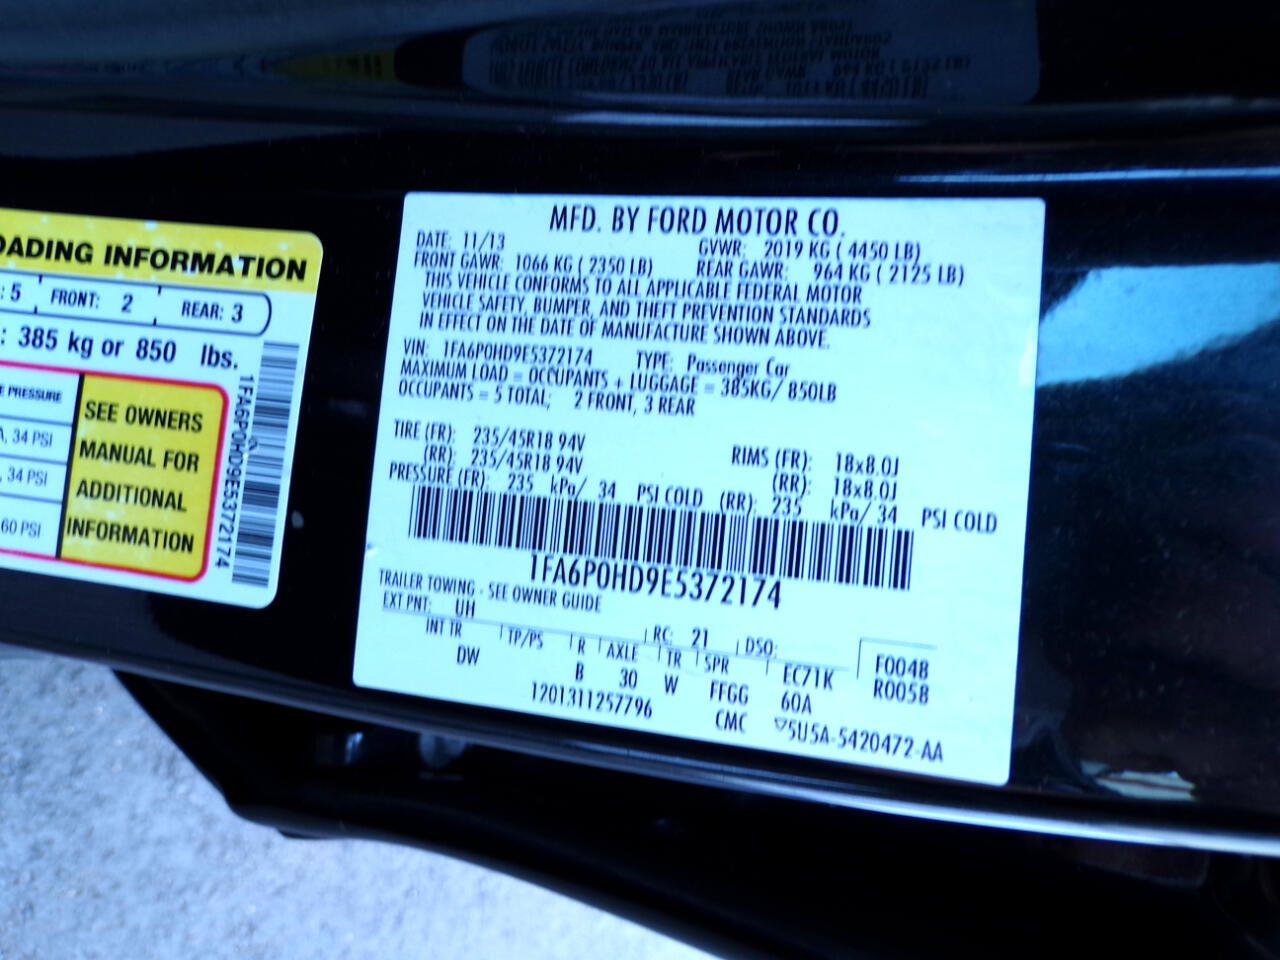 OADING INFORMATION
: 5 FRONT: 2 REAR: 3
: 385 kg or 850 lbs.
E PRESSURE
A, 34 PSI
, 34 PSI
60 PSI
SEE OWNERS
MANUAL FOR
ADDITIONAL
INFORMATION
1FA6P0HD9E5372174
MFD. BY FORD MOTOR CO.
DATE: 11/13 GVWR: 2019 KG ( 4450 LB)
FRONT GAWR: 1066 KG ( 2350 LB) REAR GAWR: 964 KG ( 2125 LB)
THIS VEHICLE CONFORMS TO ALL APPLICABLE FEDERAL MOTOR
VEHICLE SAFETY, BUMPER, AND THEFT PREVENTION STANDARDS
IN EFFECT ON THE DATE OF MANUFACTURE SHOWN ABOVE.
VIN: 1FA6P0HD9E5372174 TYPE: Passenger Car
MAXIMUM LOAD = OCCUPANTS + LUGGAGE = 385KG/ 850LB
OCCUPANTS = 5 TOTAL; 2 FRONT, 3 REAR
TIRE (FR): 235/45R18 94V RIMS (FR): 18x8.0J
(RR): 235/45R18 94V (RR): 18x8.0J
PRESSURE (FR): 235 kPa/ 34 PSI COLD (RR): 235 kPa/ 34 PSI COLD
1FA6P0HD9E5372174
TRAILER TOWING - SEE OWNER GUIDE
EXT PNT: UH RC: 21 DSO:
INT TR TP/PS R AXLE TR SPR EC71K F0048
DW B 30 W FFGG 60A R0058
1201311257796 CMC ▽5U5A-5420472-AA